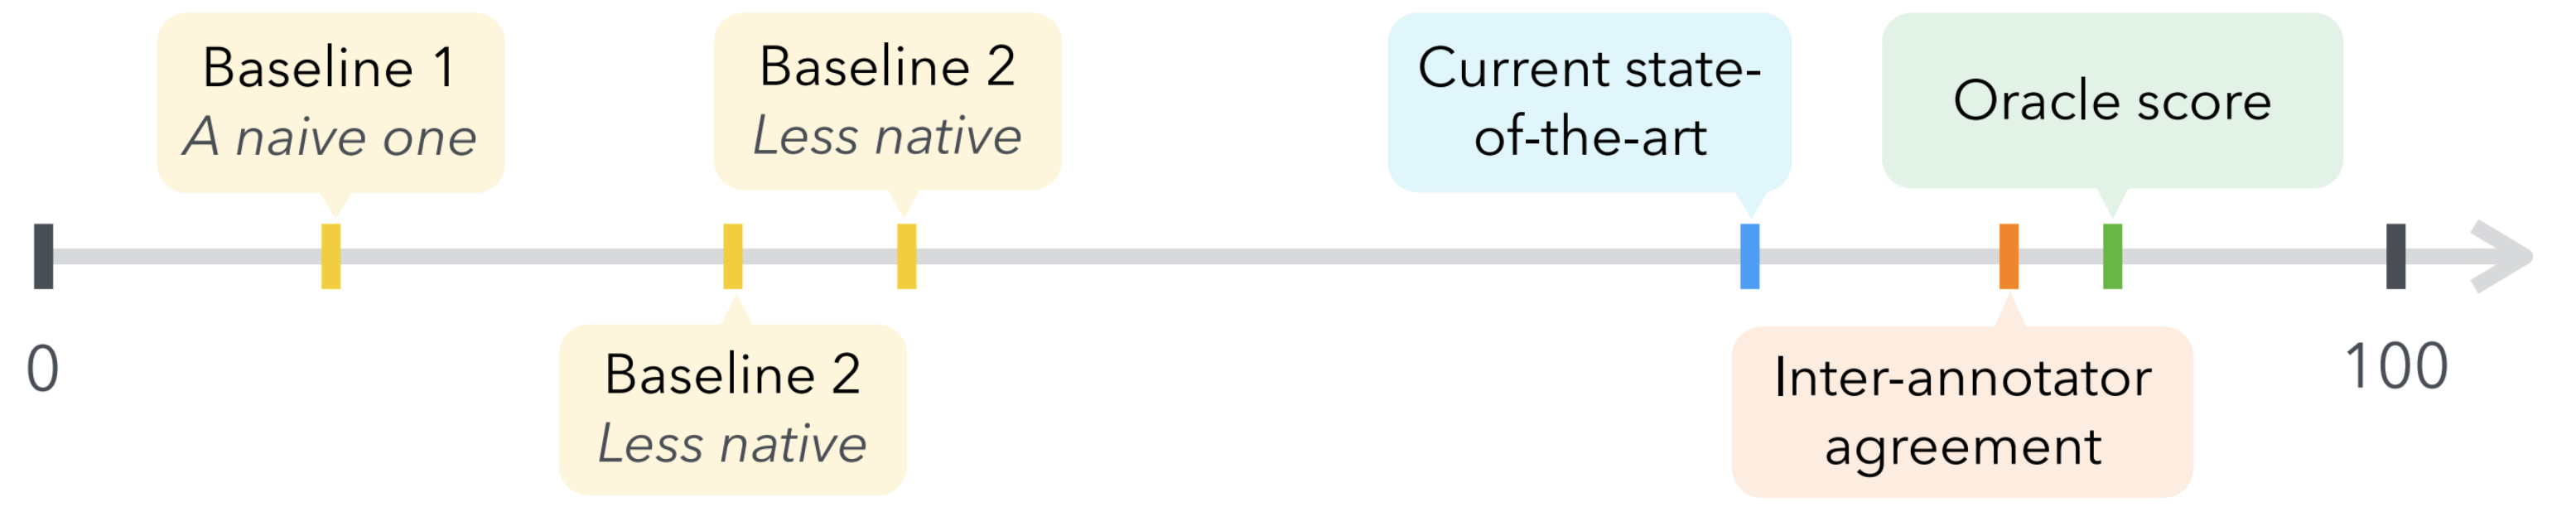 Baseline 1
A naive one
Baseline 2
Less native
Current state-
of-the-art
Oracle score
0
Baseline 2
Less native
Inter-annotator
agreement
100